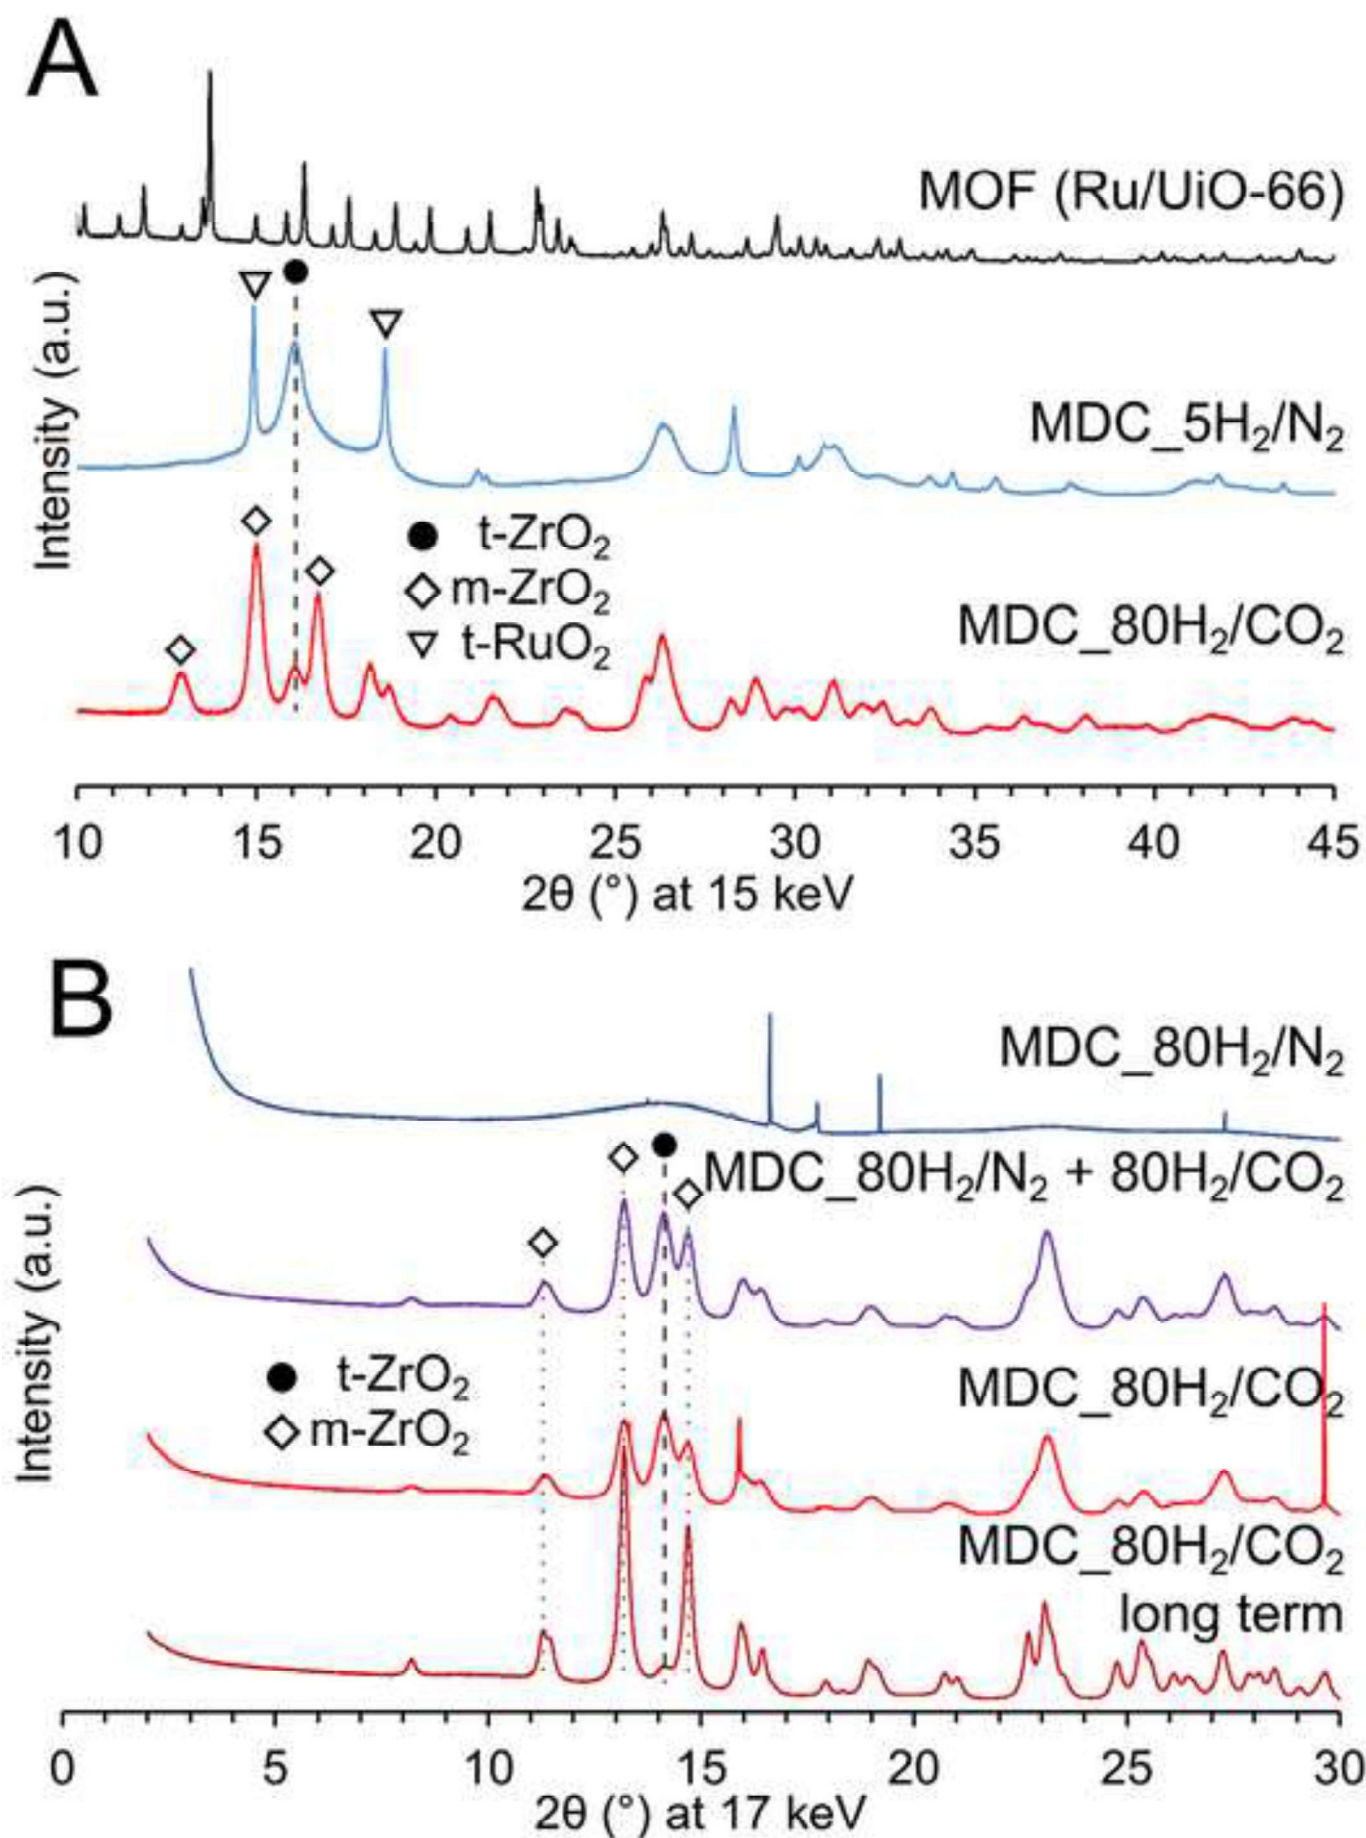 A
MOF (Ru/UiO-66)
MDC_5H₂/N₂
t-ZrO₂
m-ZrO₂
t-RuO₂
MDC_80H₂/CO₂
Intensity (a.u.)
10 15 20 25 30 35 40 45
2θ (°) at 15 keV
B
MDC_80H₂/N₂
MDC_80H₂/N₂ + 80H₂/CO₂
t-ZrO₂
m-ZrO₂
MDC_80H₂/CO₂
MDC_80H₂/CO₂
long term
Intensity (a.u.)
0 5 10 15 20 25 30
2θ (°) at 17 keV